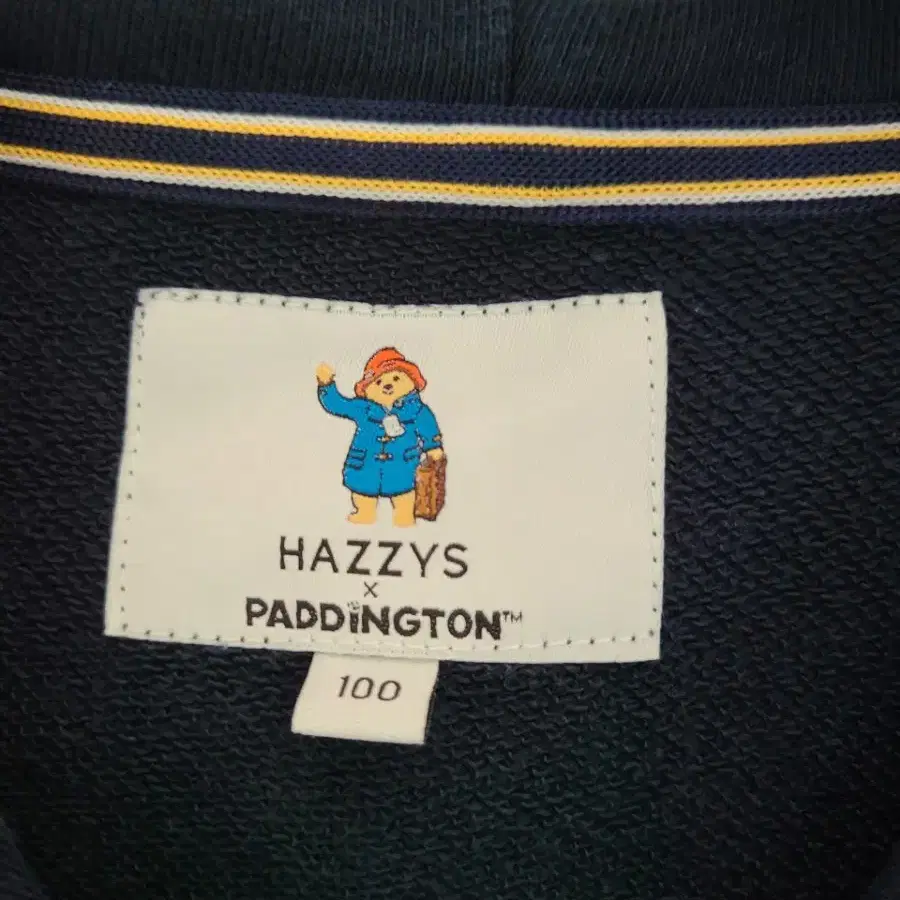 HAZZYS
×
PADDINGTON™
100